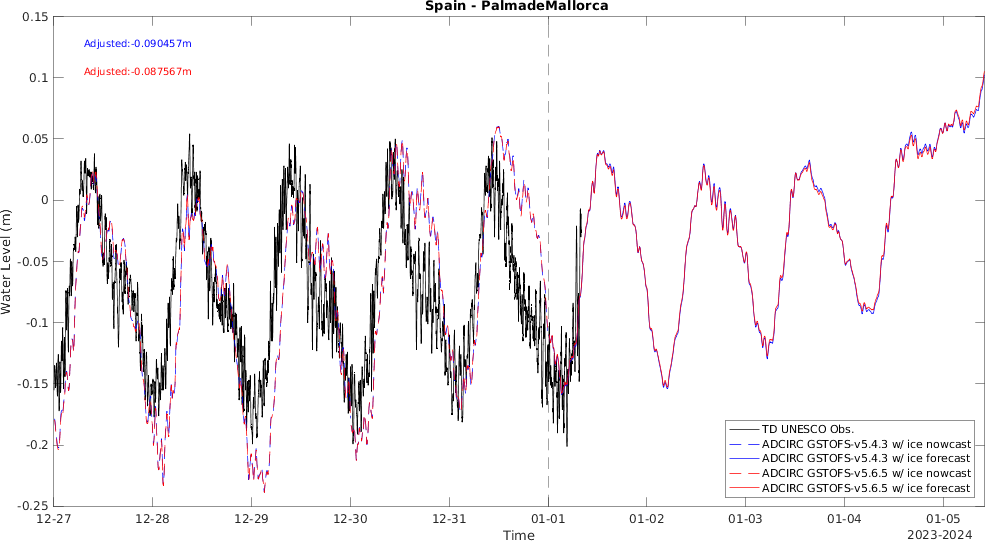 Spain - PalmadeMallorca
Adjusted:-0.090457m
Adjusted:-0.087567m
0.15
0.1
0.05
0
-0.05
-0.1
-0.15
-0.2
-0.25
Water Level (m)
TD UNESCO Obs.
ADCIRC GSTOFS-v5.4.3 w/ ice nowcast
ADCIRC GSTOFS-v5.4.3 w/ ice forecast
ADCIRC GSTOFS-v5.6.5 w/ ice nowcast
ADCIRC GSTOFS-v5.6.5 w/ ice forecast
12-27 12-28 12-29 12-30 12-31 01-01 01-02 01-03 01-04 01-05
Time
2023-2024